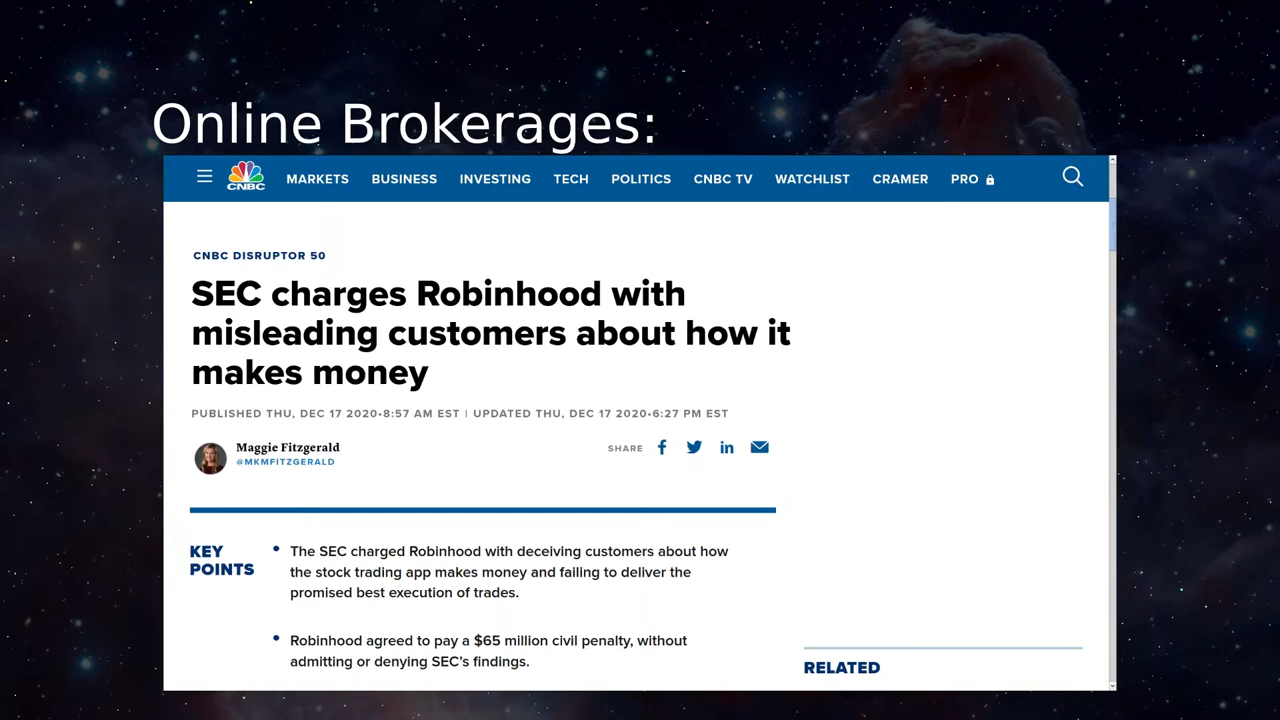 Online Brokerages:
CNBC MARKETS BUSINESS INVESTING TECH POLITICS CNBC TV WATCHLIST CRAMER PRO
CNBC DISRUPTOR 50
SEC charges Robinhood with
misleading customers about how it
makes money
PUBLISHED THU, DEC 17 2020•8:57 AM EST | UPDATED THU, DEC 17 2020•6:27 PM EST
Maggie Fitzgerald
@MKMFITZGERALD
SHARE
KEY
POINTS
• The SEC charged Robinhood with deceiving customers about how
the stock trading app makes money and failing to deliver the
promised best execution of trades.
• Robinhood agreed to pay a $65 million civil penalty, without
admitting or denying SEC's findings.
RELATED